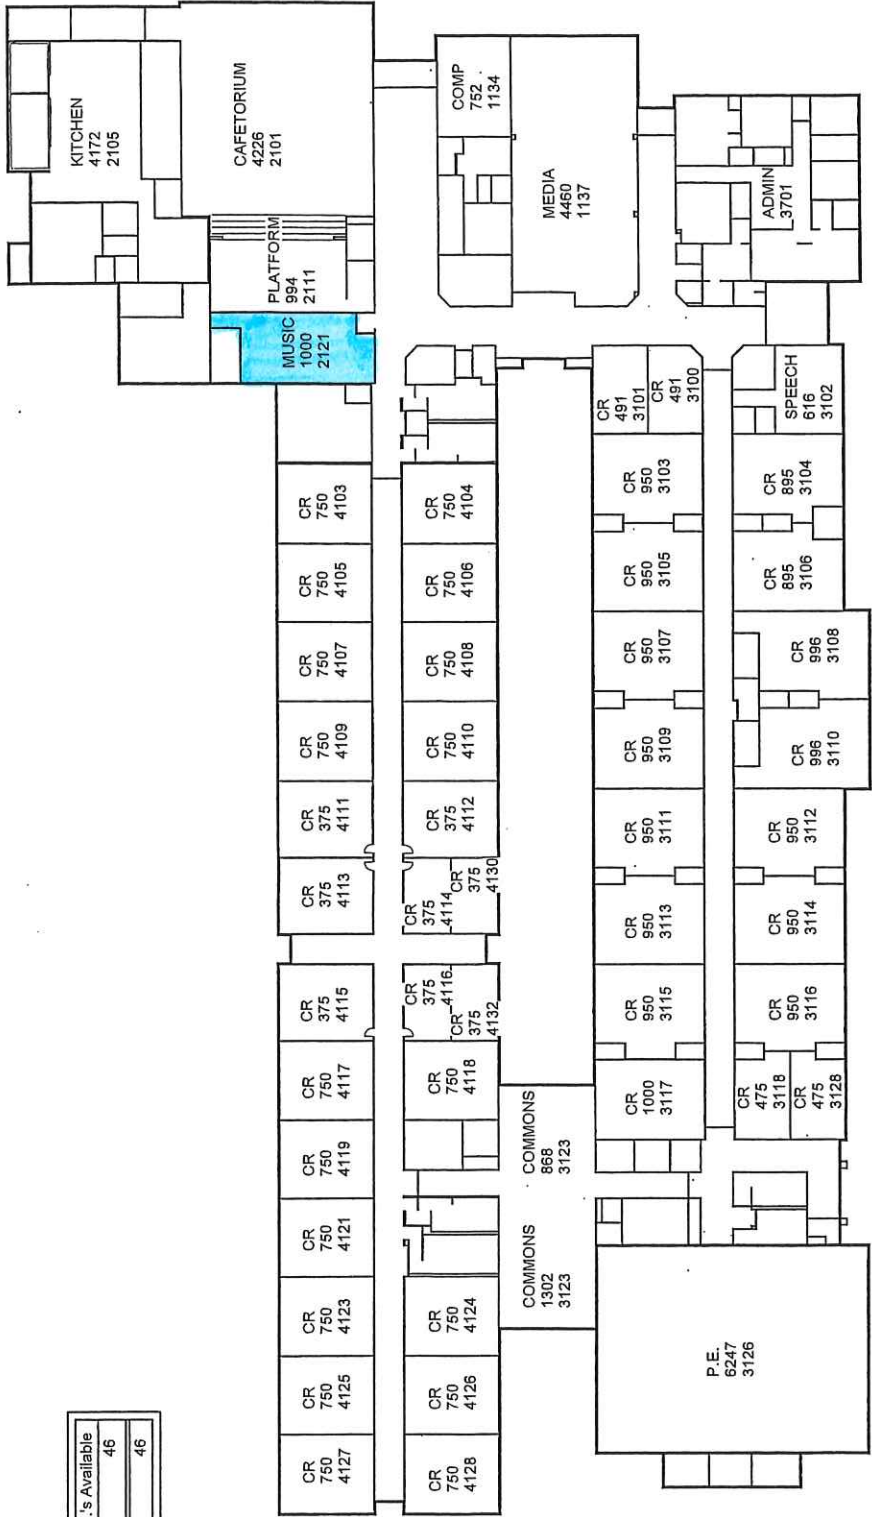 KITCHEN
4172
2105
CAFETORIUM
4226
2101
COMP
752
1134
MEDIA
4460
1137
ADMIN
3701
PLATFORM
994
2111
MUSIC
1000
2121
CR
491
3101
CR
491
3100
SPEECH
616
3102
CR
750
4103
CR
750
4104
CR
950
3103
CR
895
3104
CR
750
4105
CR
750
4106
CR
950
3105
CR
895
3106
CR
750
4107
CR
750
4108
CR
950
3107
CR
996
3108
CR
750
4109
CR
750
4110
CR
950
3109
CR
996
3110
CR
375
4111
CR
375
4112
CR
950
3111
CR
950
3112
CR
375
4113
CR
375
4114
CR
375
4130
CR
950
3113
CR
950
3114
CR
375
4115
CR
375
4116
CR
375
4132
CR
950
3115
CR
950
3116
CR
750
4117
CR
750
4118
CR
1000
3117
CR
475
3118
CR
475
3128
CR
750
4119
COMMONS
868
3123
CR
750
4121
COMMONS
1302
3123
CR
750
4123
CR
750
4124
P.E.
6247
3126
CR
750
4125
CR
750
4126
CR
750
4127
CR
750
4128
.'s Available
46
46